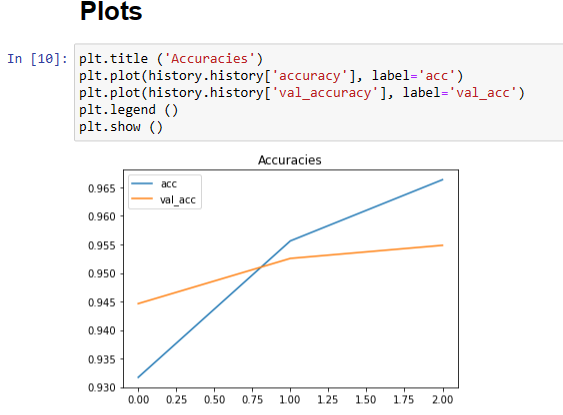 Plots
In [10]:
plt.title ('Accuracies')
plt.plot(history.history['accuracy'], label='acc')
plt.plot(history.history['val_accuracy'], label='val_acc')
plt.legend ()
plt.show ()
Accuracies
acc
val_acc
0.965
0.960
0.955
0.950
0.945
0.940
0.935
0.930
0.00 0.25 0.50 0.75 1.00 1.25 1.50 1.75 2.00